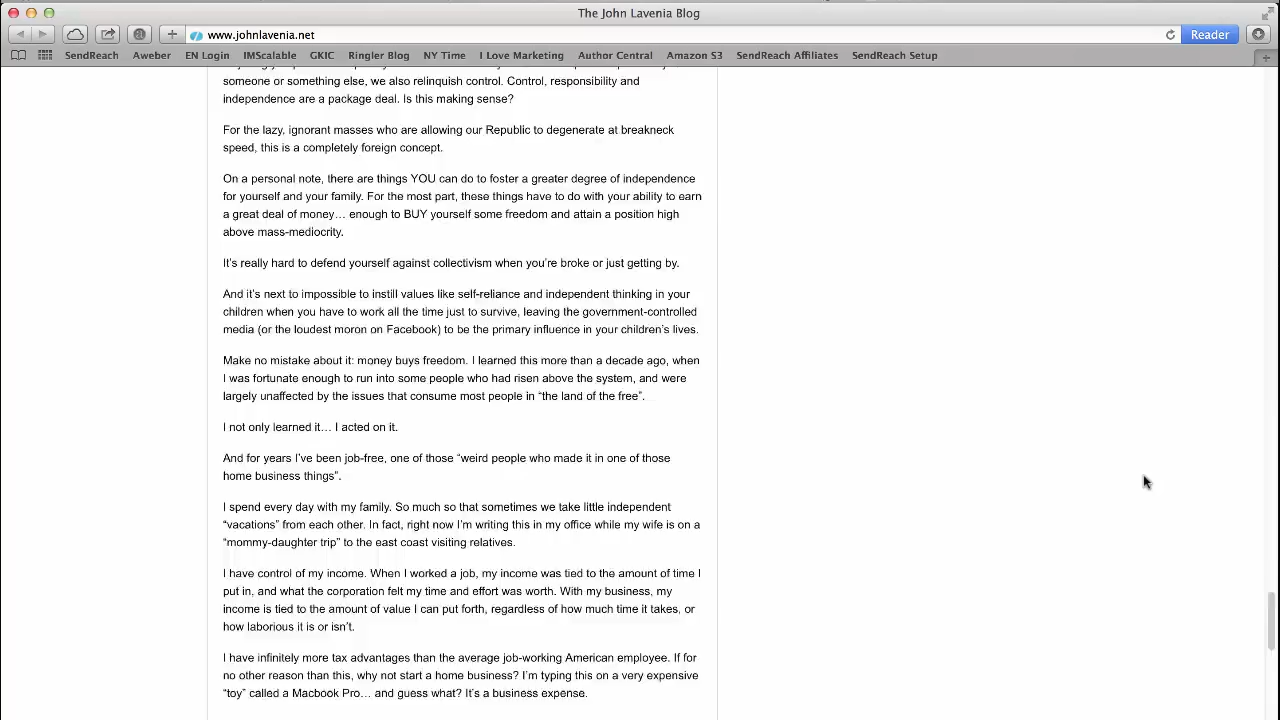 The John Lavenia Blog
www.johnlavenia.net
Reader
SendReach Aweber EN Login IMScalable GKIC Ringler Blog NY Time I Love Marketing. Author Central Amazon S3 SendReach Affiliates SendReach Setup
someone or something else, we also relinquish control. Control, responsibility and
independence are a package deal. Is this making sense?
For the lazy, ignorant masses who are allowing our Republic to degenerate at breakneck
speed, this is a completely foreign concept.
On a personal note, there are things YOU can do to foster a greater degree of independence
for yourself and your family. For the most part, these things have to do with your ability to earn
a great deal of money… enough to BUY yourself some freedom and attain a position high
above mass-mediocrity.
It’s really hard to defend yourself against collectivism when you’re broke or just getting by.
And it’s next to impossible to instill values like self-reliance and independent thinking in your
children when you have to work all the time just to survive, leaving the government-controlled
media (or the loudest moron on Facebook) to be the primary influence in your children’s lives.
Make no mistake about it: money buys freedom. I learned this more than a decade ago, when
I was fortunate enough to run into some people who had risen above the system, and were
largely unaffected by the issues that consume most people in “the land of the free”.
I not only learned it… I acted on it.
And for years I’ve been job-free, one of those “weird people who made it in one of those
home business things”.
I spend every day with my family. So much so that sometimes we take little independent
“vacations” from each other. In fact, right now I’m writing this in my office while my wife is on a
“mommy-daughter trip” to the east coast visiting relatives.
I have control of my income. When I worked a job, my income was tied to the amount of time I
put in, and what the corporation felt my time and effort was worth. With my business, my
income is tied to the amount of value I can put forth, regardless of how much time it takes, or
how laborious it is or isn’t.
I have infinitely more tax advantages than the average job-working American employee. If for
no other reason than this, why not start a home business? I’m typing this on a very expensive
“toy” called a Macbook Pro… and guess what? It’s a business expense.